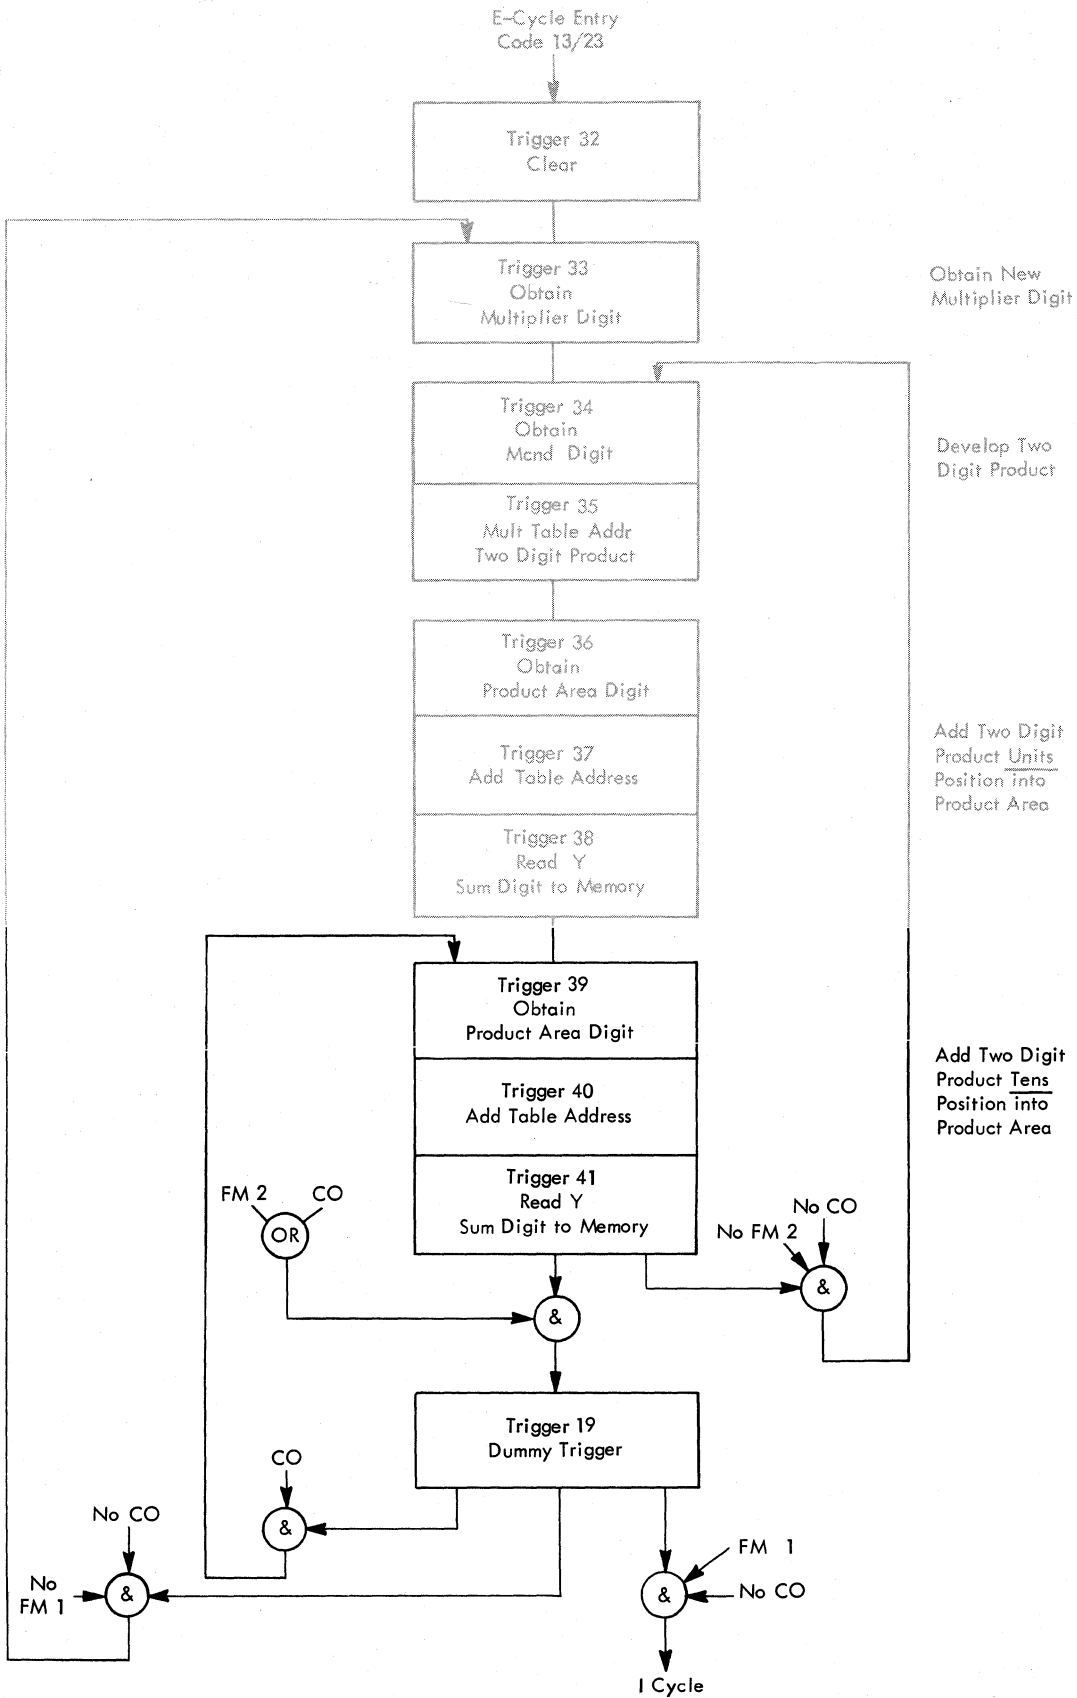 E-Cycle Entry
Code 13/23
Trigger 32
Clear
Trigger 33
Obtain
Multiplier Digit
Obtain New
Multiplier Digit
Trigger 34
Obtain
Mcnd Digit
Develop Two
Digit Product
Trigger 35
Mult Table Addr
Two Digit Product
Trigger 36
Obtain
Product Area Digit
Trigger 37
Add Table Address
Add Two Digit
Product Units
Position into
Product Area
Trigger 38
Read Y
Sum Digit to Memory
Trigger 39
Obtain
Product Area Digit
Trigger 40
Add Table Address
Add Two Digit
Product Tens
Position into
Product Area
Trigger 41
Read Y
Sum Digit to Memory
FM 2
CO
OR
No CO
No FM 2
&
&
Trigger 19
Dummy Trigger
CO
&
No CO
No
FM 1
&
FM 1
No CO
&
I Cycle